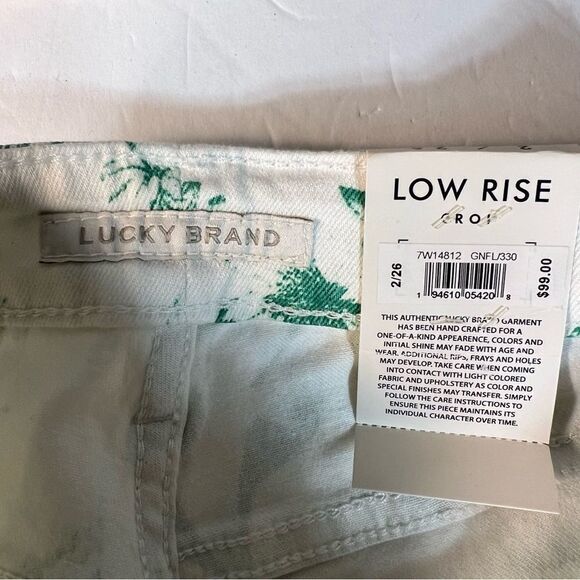 LUCKY BRAND
LOW RISE
CROP
7W14812 GNFL/330
2/26
$99.00
1 94610 05420 8
THIS AUTHENTIC LUCKY BRAND GARMENT
HAS BEEN HAND CRAFTED FOR A
ONE-OF-A-KIND APPEARENCE, COLORS AND
INITIAL SHINE MAY FADE WITH AGE AND
WEAR. ADDITIONAL RIPS, FRAYS AND HOLES
MAY DEVELOP. TAKE CARE WHEN COMING
INTO CONTACT WITH LIGHT COLORED
FABRIC AND UPHOLSTERY AS COLOR AND
SPECIAL FINISHES MAY TRANSFER. SIMPLY
FOLLOW THE CARE INSTRUCTIONS TO
ENSURE THIS PIECE MAINTAINS ITS
INDIVIDUAL CHARACTER OVER TIME.